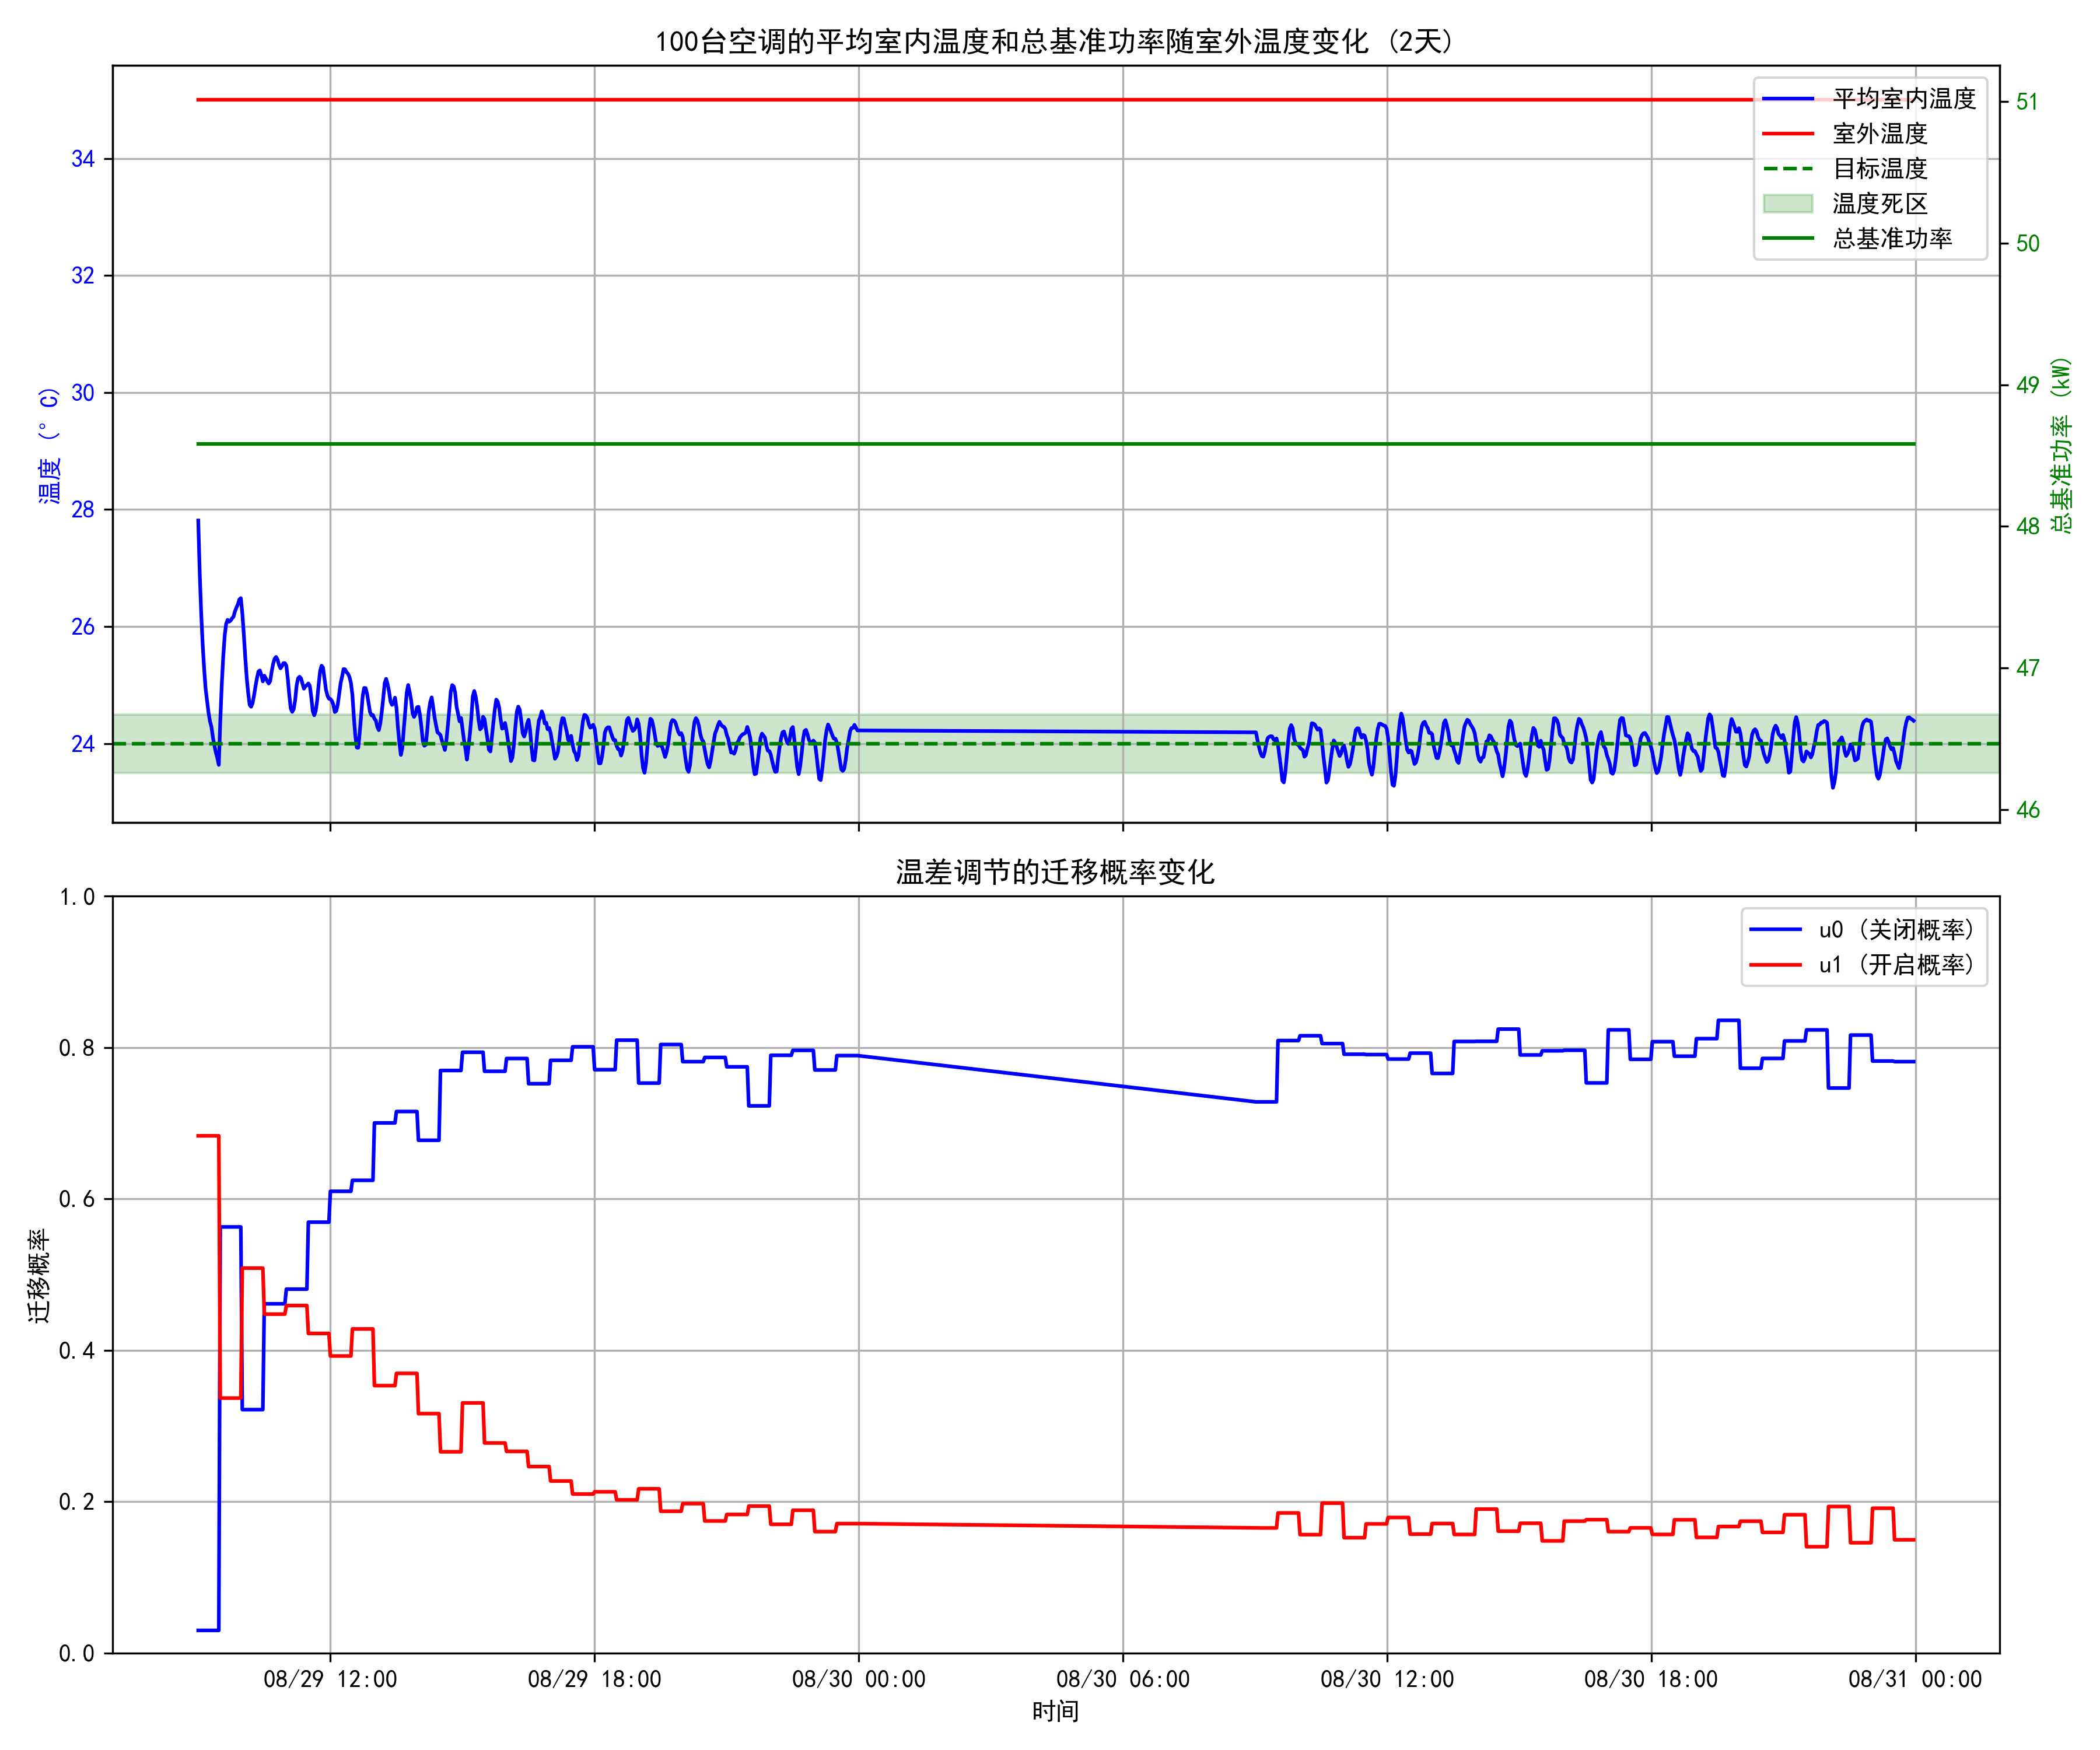 100台空调的平均室内温度和总基准功率随室外温度变化 (2天)
平均室内温度
室外温度
目标温度
温度死区
总基准功率
温度 (°C)
34
32
30
28
26
24
总基准功率 (kW)
51
50
49
48
47
46
温差调节的迁移概率变化
u0 (关闭概率)
u1 (开启概率)
迁移概率
1.0
0.8
0.6
0.4
0.2
0.0
08/29 12:00
08/29 18:00
08/30 00:00
08/30 06:00
08/30 12:00
08/30 18:00
08/31 00:00
时间